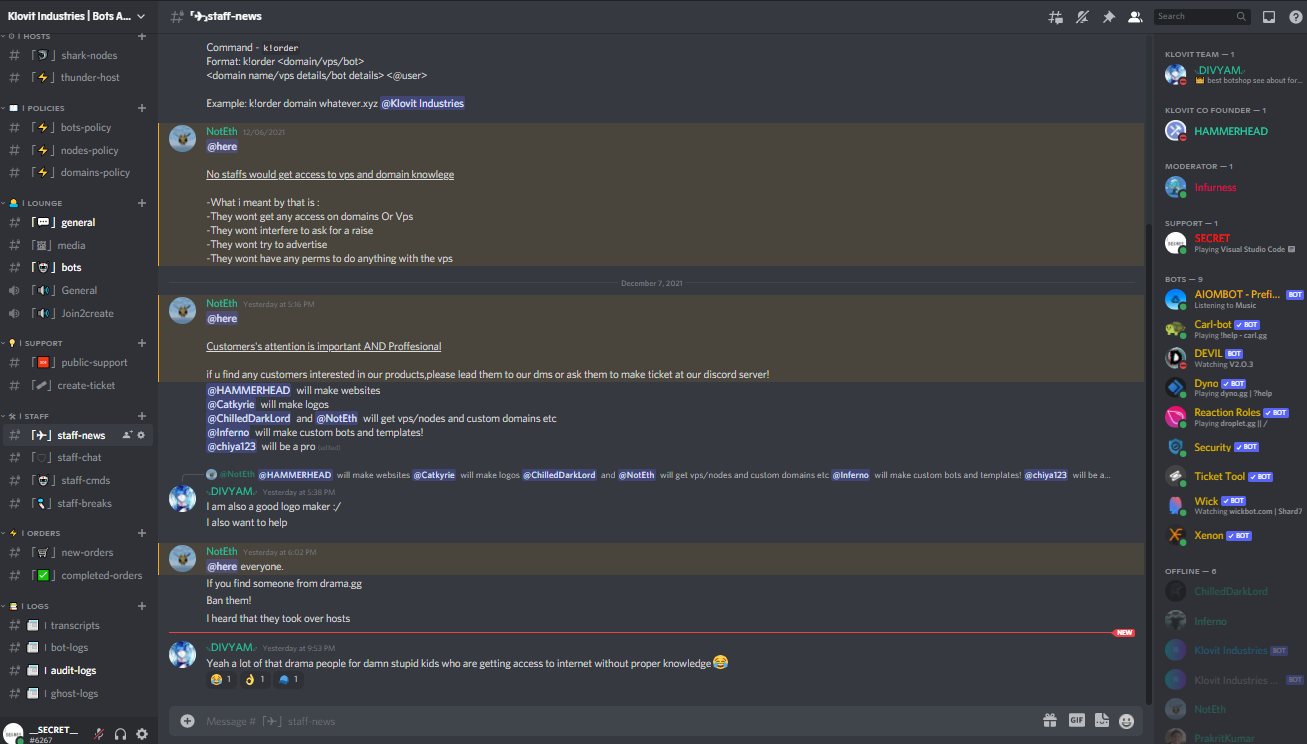 Klovit Industries | Bots A...
HOSTS
shark-nodes
thunder-host
POLICIES
bots-policy
nodes-policy
domains-policy
LOUNGE
general
media
bots
General
Join2create
SUPPORT
public-support
create-ticket
STAFF
staff-news
staff-chat
staff-cmds
staff-breaks
ORDERS
new-orders
completed-orders
LOGS
transcripts
bot-logs
audit-logs
ghost-logs
__SECRET__
#6267
staff-news
Search
Command - k!order
Format: k!order <domain/vps/bot>
<domain name/vps details/bot details> <@user>
Example: k!order domain whatever.xyz @Klovit Industries
NotEth 12/06/2021
@here
No staffs would get access to vps and domain knowlege
-What i meant by that is :
-They wont get any access on domains Or Vps
-They wont interfere to ask for a raise
-They wont try to advertise
-They wont have any perms to do anything with the vps
December 7, 2021
NotEth Yesterday at 5:16 PM
@here
Customers's attention is important AND Proffesional
if u find any customers interested in our products,please lead them to our dms or ask them to make ticket at our discord server!
@HAMMERHEAD will make websites
@Catkyrie will make logos
@ChilledDarkLord and @NotEth will get vps/nodes and custom domains etc
@Inferno will make custom bots and templates!
@chiya123 will be a pro (edited)
@NotEth @HAMMERHEAD will make websites @Catkyrie will make logos @ChilledDarkLord and @NotEth will get vps/nodes and custom domains etc @Inferno will make custom bots and templates! @chiya123 will be a...
DIVYAM Yesterday at 5:38 PM
I am also a good logo maker :/
I also want to help
NotEth Yesterday at 6:02 PM
@here everyone.
If you find someone from drama.gg
Ban them!
I heard that they took over hosts
NEW
DIVYAM Yesterday at 9:53 PM
Yeah a lot of that drama people for damn stupid kids who are getting access to internet without proper knowledge😂
😂 1 👌 1 🧢 1
Message # staff-news
GIF
KLOVIT TEAM — 1
DIVYAM
best botshop see about for...
KLOVIT CO FOUNDER — 1
HAMMERHEAD
MODERATOR — 1
Infurness
SUPPORT — 1
SECRET
Playing Visual Studio Code
BOTS — 9
AIOMBOT - Prefi... BOT
Listening to Music
Carl-bot BOT
Playing !help - carl.gg
DEVIL BOT
Watching V2.0.3
Dyno BOT
Playing dyno.gg | ?help
Reaction Roles BOT
Playing droplet.gg || /
Security BOT
Ticket Tool BOT
Wick BOT
Watching wickbot.com | Shard7
Xenon BOT
OFFLINE — 6
ChilledDarkLord
Inferno
Klovit Industries BOT
Klovit Industries ... BOT
NotEth
PrakritKumar